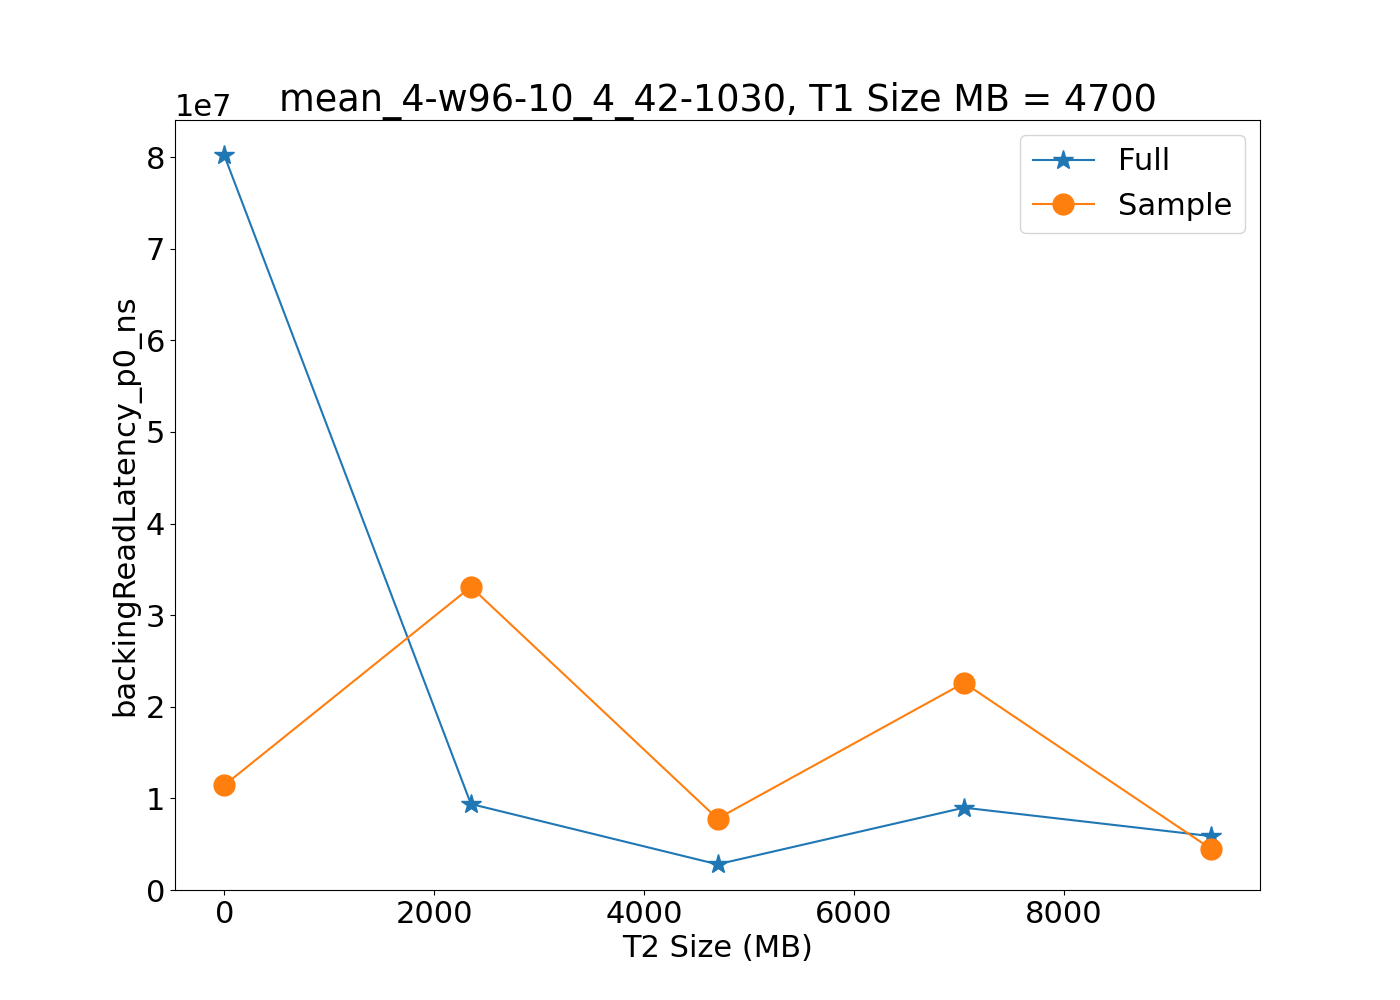 mean_4-w96-10_4_42-1030, T1 Size MB = 4700
1e7
Full
Sample
8
7
6
5
4
3
2
1
0
backingReadLatency_p0_ns
0
2000
4000
6000
8000
T2 Size (MB)